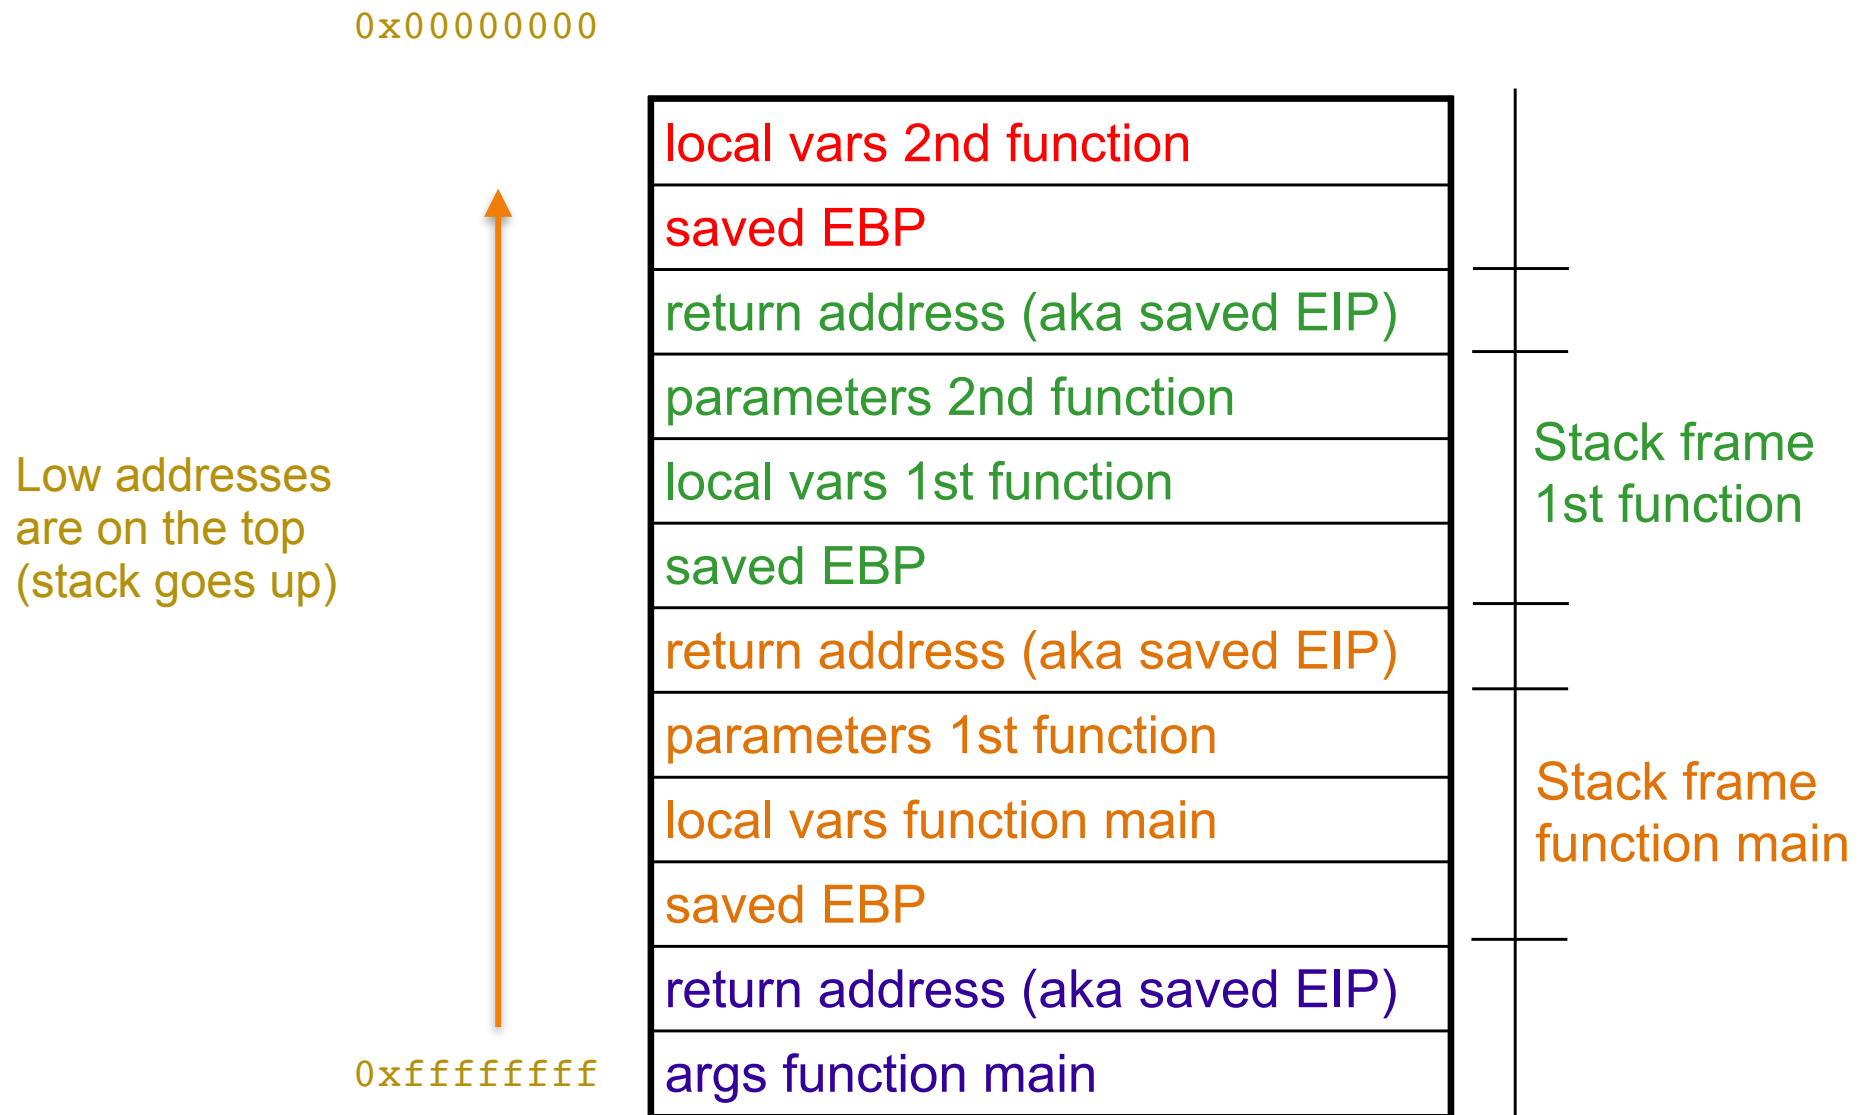 0x00000000
local vars 2nd function
saved EBP
return address (aka saved EIP)
parameters 2nd function
local vars 1st function
saved EBP
return address (aka saved EIP)
parameters 1st function
local vars function main
saved EBP
return address (aka saved EIP)
args function main
Low addresses
are on the top
(stack goes up)
0xffffffff
Stack frame
1st function
Stack frame
function main